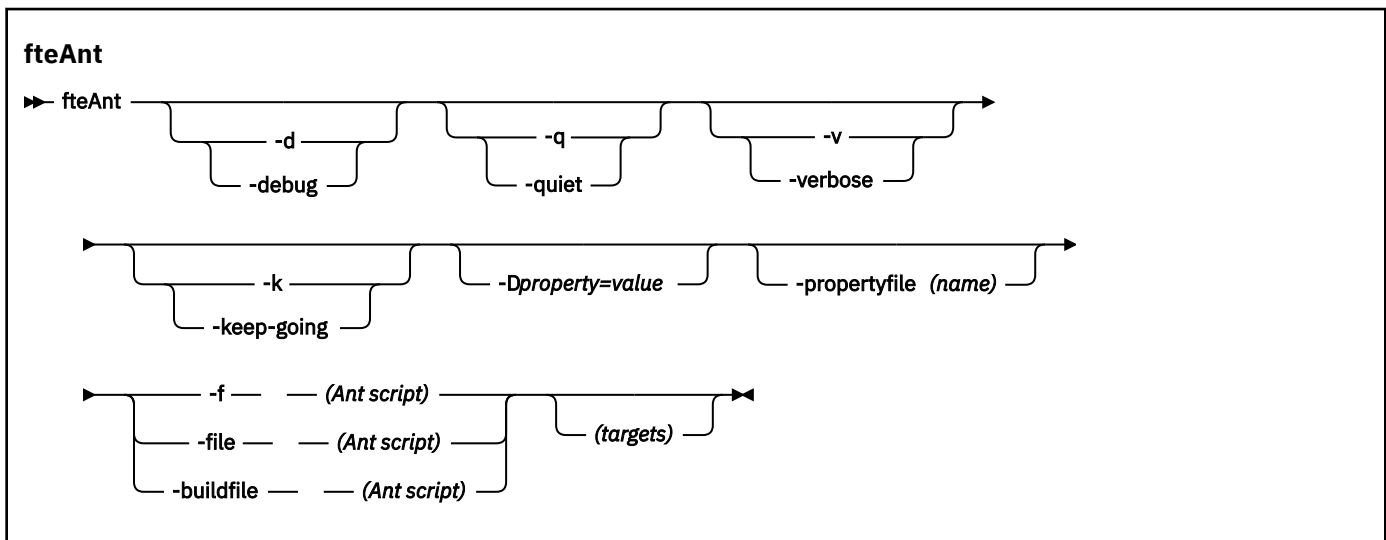 fteAnt
fteAnt
-d
-debug
-q
-quiet
-v
-verbose
-k
-keep-going
-Dproperty=value
-propertyfile (name)
-f (Ant script)
-file (Ant script)
-buildfile (Ant script)
(targets)